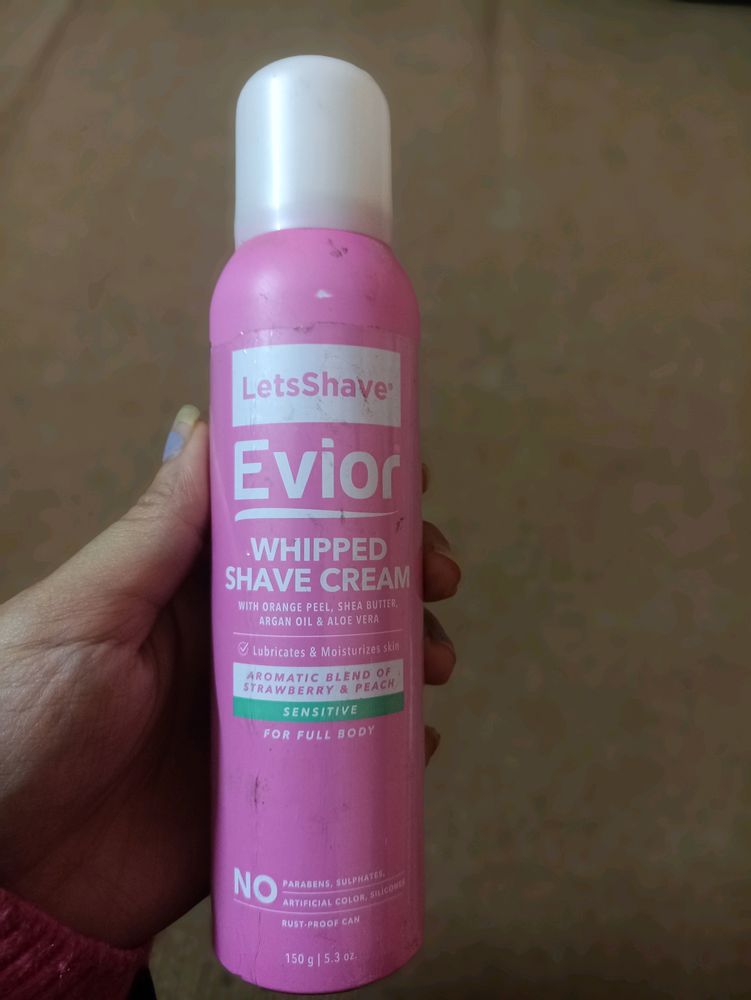 LetsShave®
Evior
WHIPPED
SHAVE CREAM
WITH ORANGE PEEL, SHEA BUTTER,
ARGAN OIL & ALOE VERA
Lubricates & Moisturizes skin
AROMATIC BLEND OF
STRAWBERRY & PEACH
SENSITIVE
FOR FULL BODY
NO PARABENS, SULPHATES,
ARTIFICIAL COLOR, SILICONES
RUST-PROOF CAN
150 g | 5.3 oz.